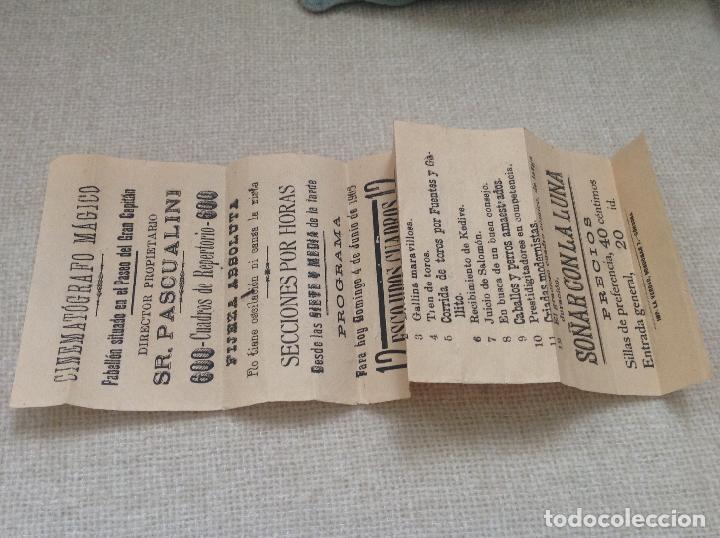 CINEMATÓGRAFO MÁGICO
Pabellón situado en el Paseo del Gran Capitán
DIRECTOR PROPIETARIO
SR. PASCUALINI
600-Cuadros de Repertorio-600
FIJEZA ABSOLUTA
No tiene oscilación ni cansa la vista
SECCIONES POR HORAS
Desde las SIETE Y MEDIA de la tarde
PROGRAMA
Para hoy Domingo 4 de Junio de 1905
12 ESCOJIDOS CUADROS 12
3 Gallina maravillosa.
4 Tren de toros.
5 Corrida de toros por Fuentes y Gallito.
6 Recibimiento de Kedive.
7 Juicio de Salomón.
8 En busca de un buen consejo.
9 Caballos y perros amaestrados.
10 Prestidigitadores en competencia.
11 Criadas modernistas.
SOÑAR CON LA LUNA
PRECIOS
Sillas de preferencia, 40 céntimos
Entrada general, 20 id.
todocoleccion.net